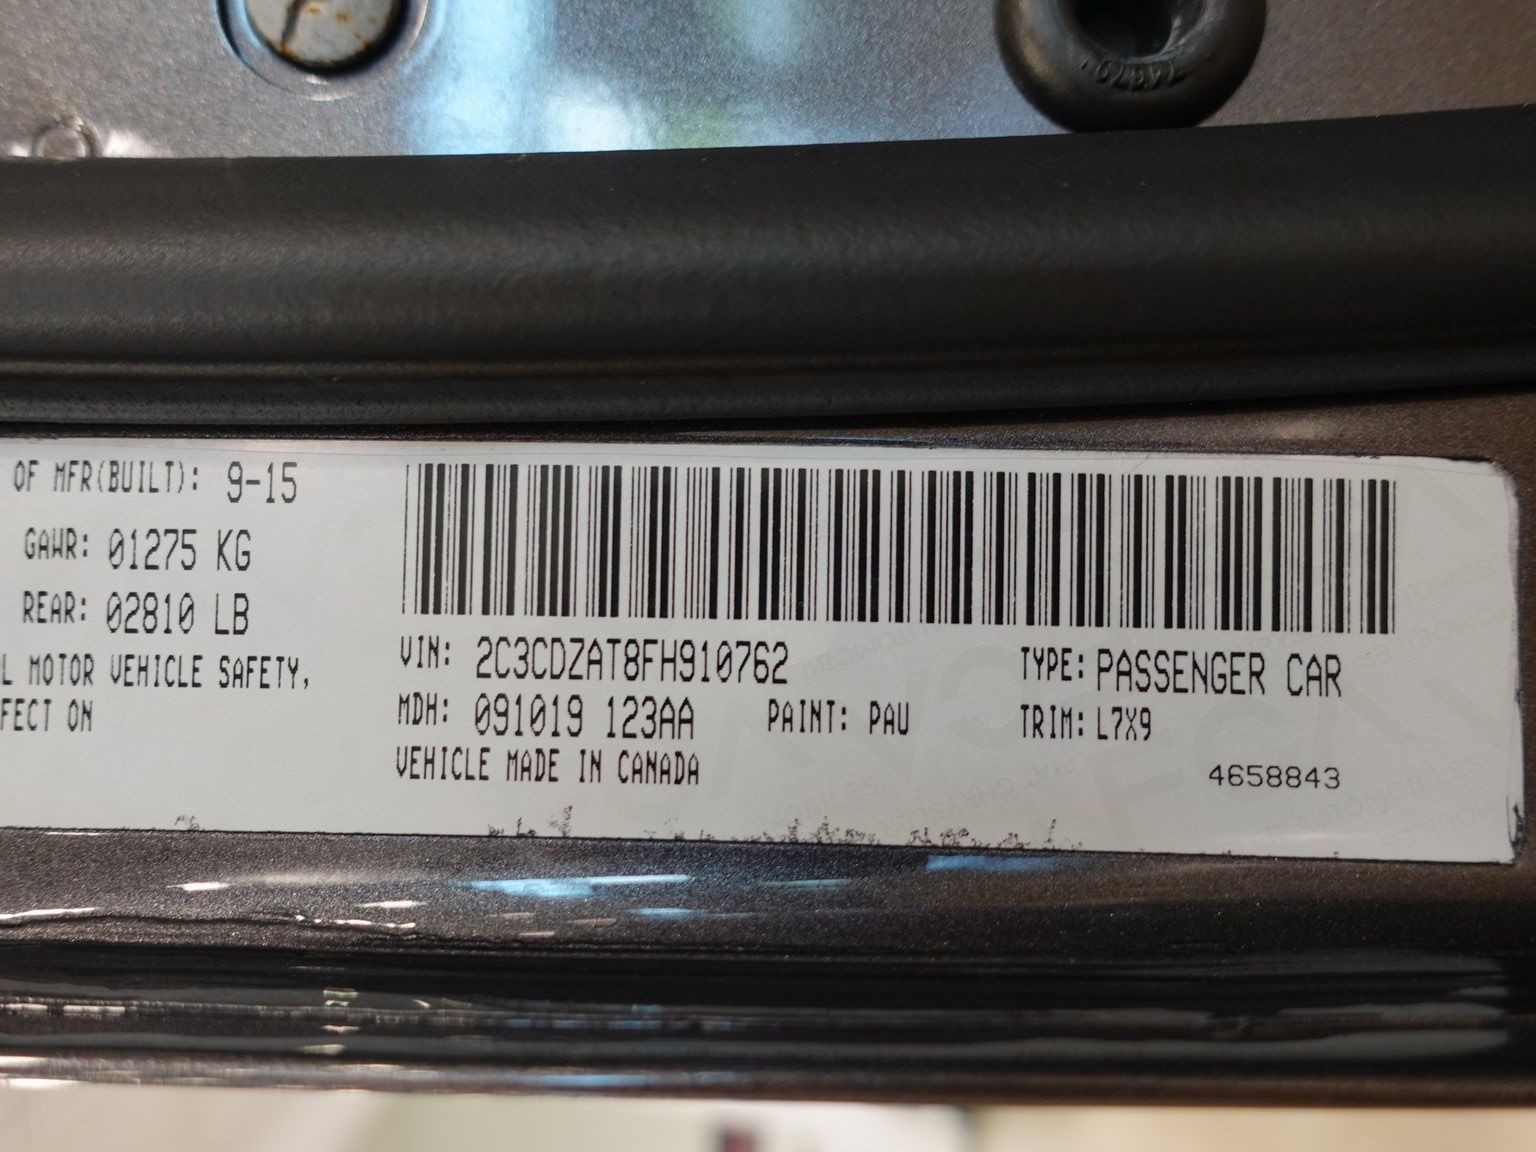 74679
OF MFR(BUILT): 9-15
GAWR: 01275 KG
REAR: 02810 LB
L MOTOR VEHICLE SAFETY,
FECT ON
VIN: 2C3CDZAT8FH910762
TYPE: PASSENGER CAR
MDH: 091019 123AA
PAINT: PAU
TRIM: L7X9
VEHICLE MADE IN CANADA
4658843